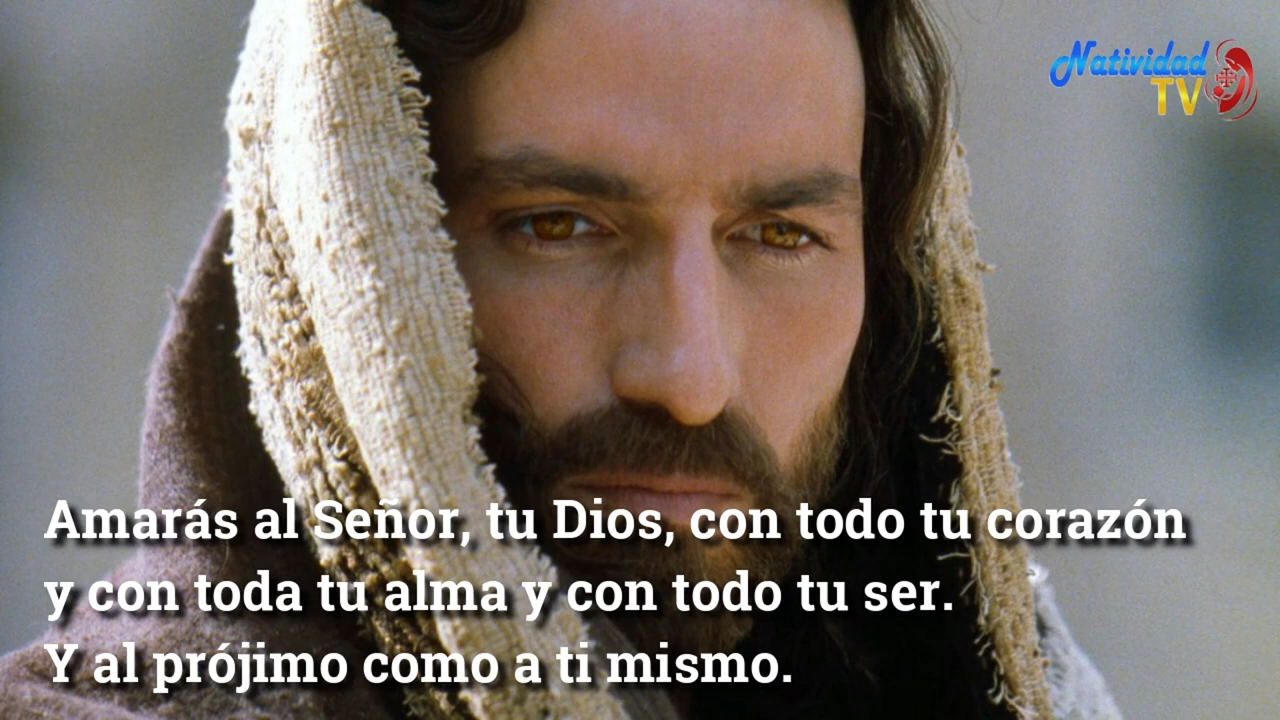 Natividad
TV
Amarás al Señor, tu Dios, con todo tu corazón
y con toda tu alma y con todo tu ser.
Y al prójimo como a ti mismo.